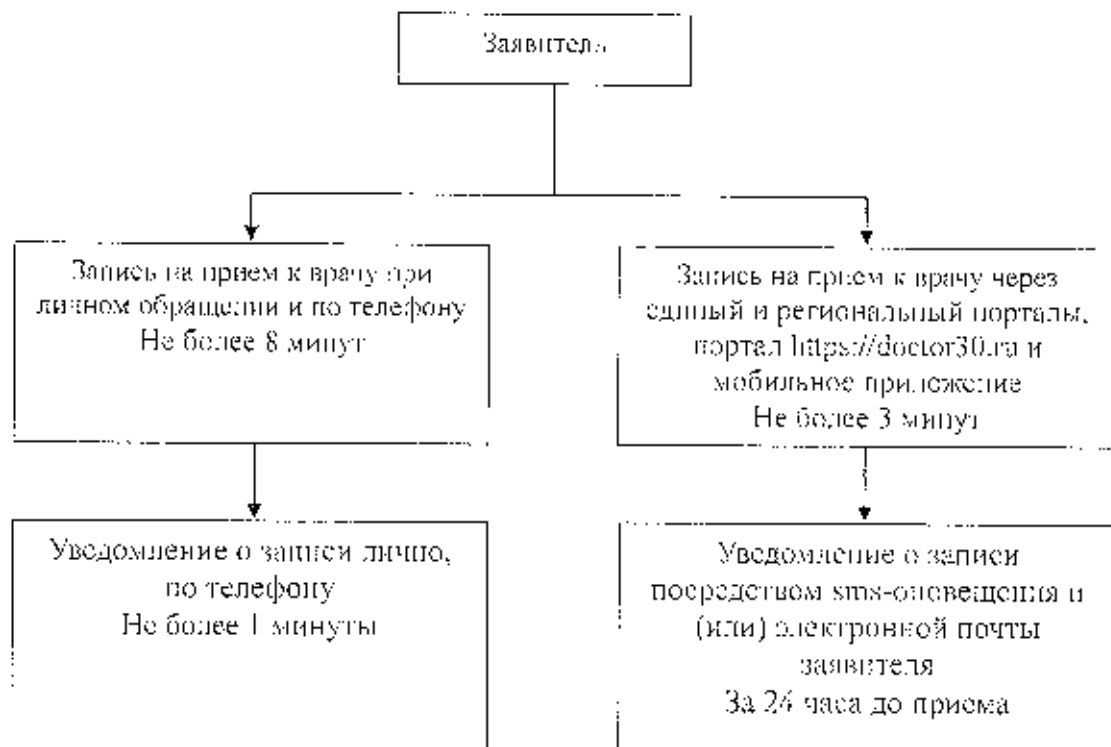 Заявитель
Запись на прием к врачу при
личном обращении и по телефону
Не более 8 минут
Запись на прием к врачу через
единый и региональный порталы,
портал https://doctor30.ru и
мобильное приложение
Не более 3 минут
Уведомление о записи лично,
по телефону
Не более 1 минуты
Уведомление о записи
посредством sms-оповещения и
(или) электронной почты
заявителя
За 24 часа до приема